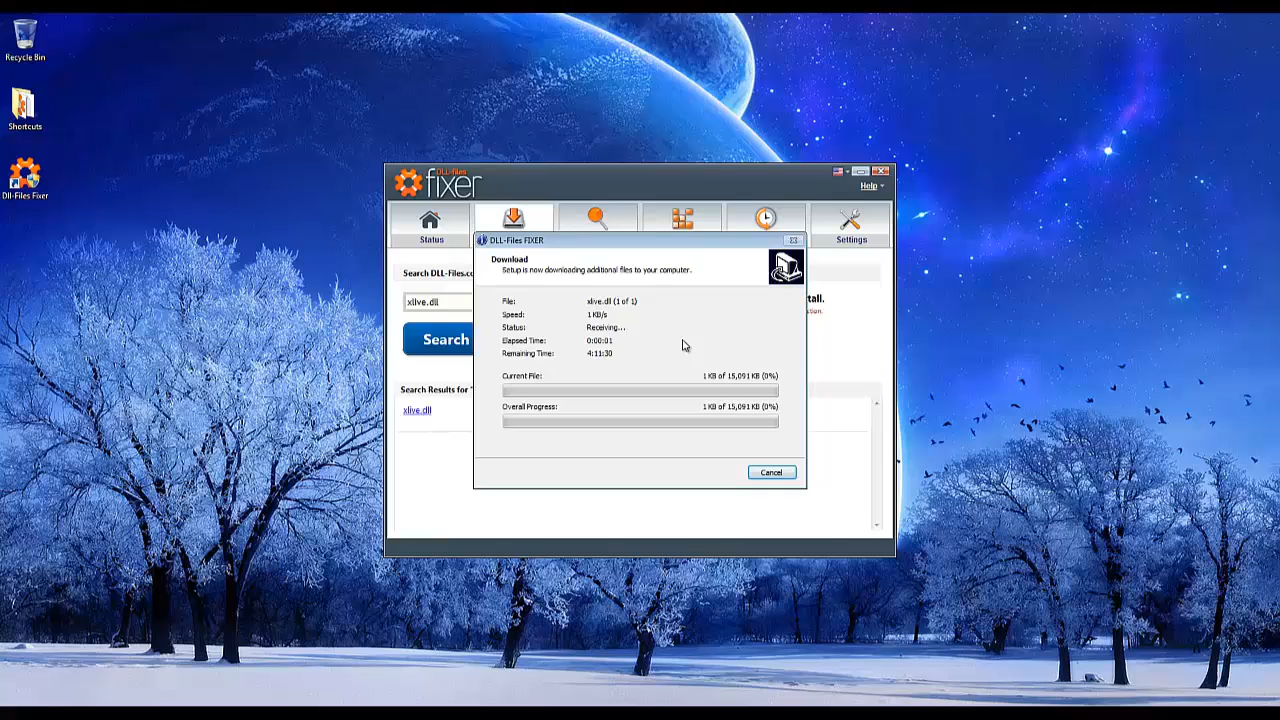 Recycle Bin
Shortcuts
Dll-Files Fixer
DLL-Files
fixer
Help
Status
Settings
Search DLL-Files.co
xlive.dll
Search
Search Results for "
xlive.dll
tall.
ction.
DLL-Files FIXER
Download
Setup is now downloading additional files to your computer.
File: xlive.dll (1 of 1)
Speed: 1 KB/s
Status: Receiving...
Elapsed Time: 0:00:01
Remaining Time: 4:11:30
Current File: 1 KB of 15,091 KB (0%)
Overall Progress: 1 KB of 15,091 KB (0%)
Cancel